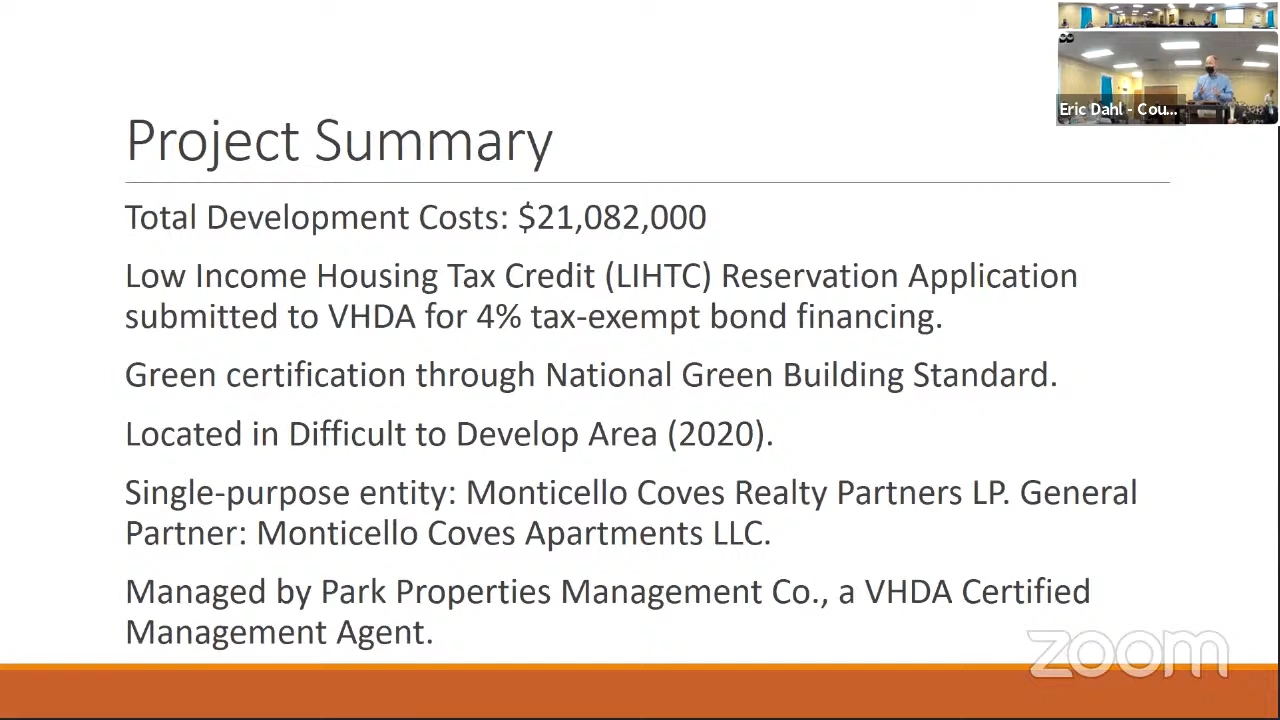 Eric Dahl - Cou...
Project Summary
Total Development Costs: $21,082,000
Low Income Housing Tax Credit (LIHTC) Reservation Application
submitted to VHDA for 4% tax-exempt bond financing.
Green certification through National Green Building Standard.
Located in Difficult to Develop Area (2020).
Single-purpose entity: Monticello Coves Realty Partners LP. General
Partner: Monticello Coves Apartments LLC.
Managed by Park Properties Management Co., a VHDA Certified
Management Agent.
zoom